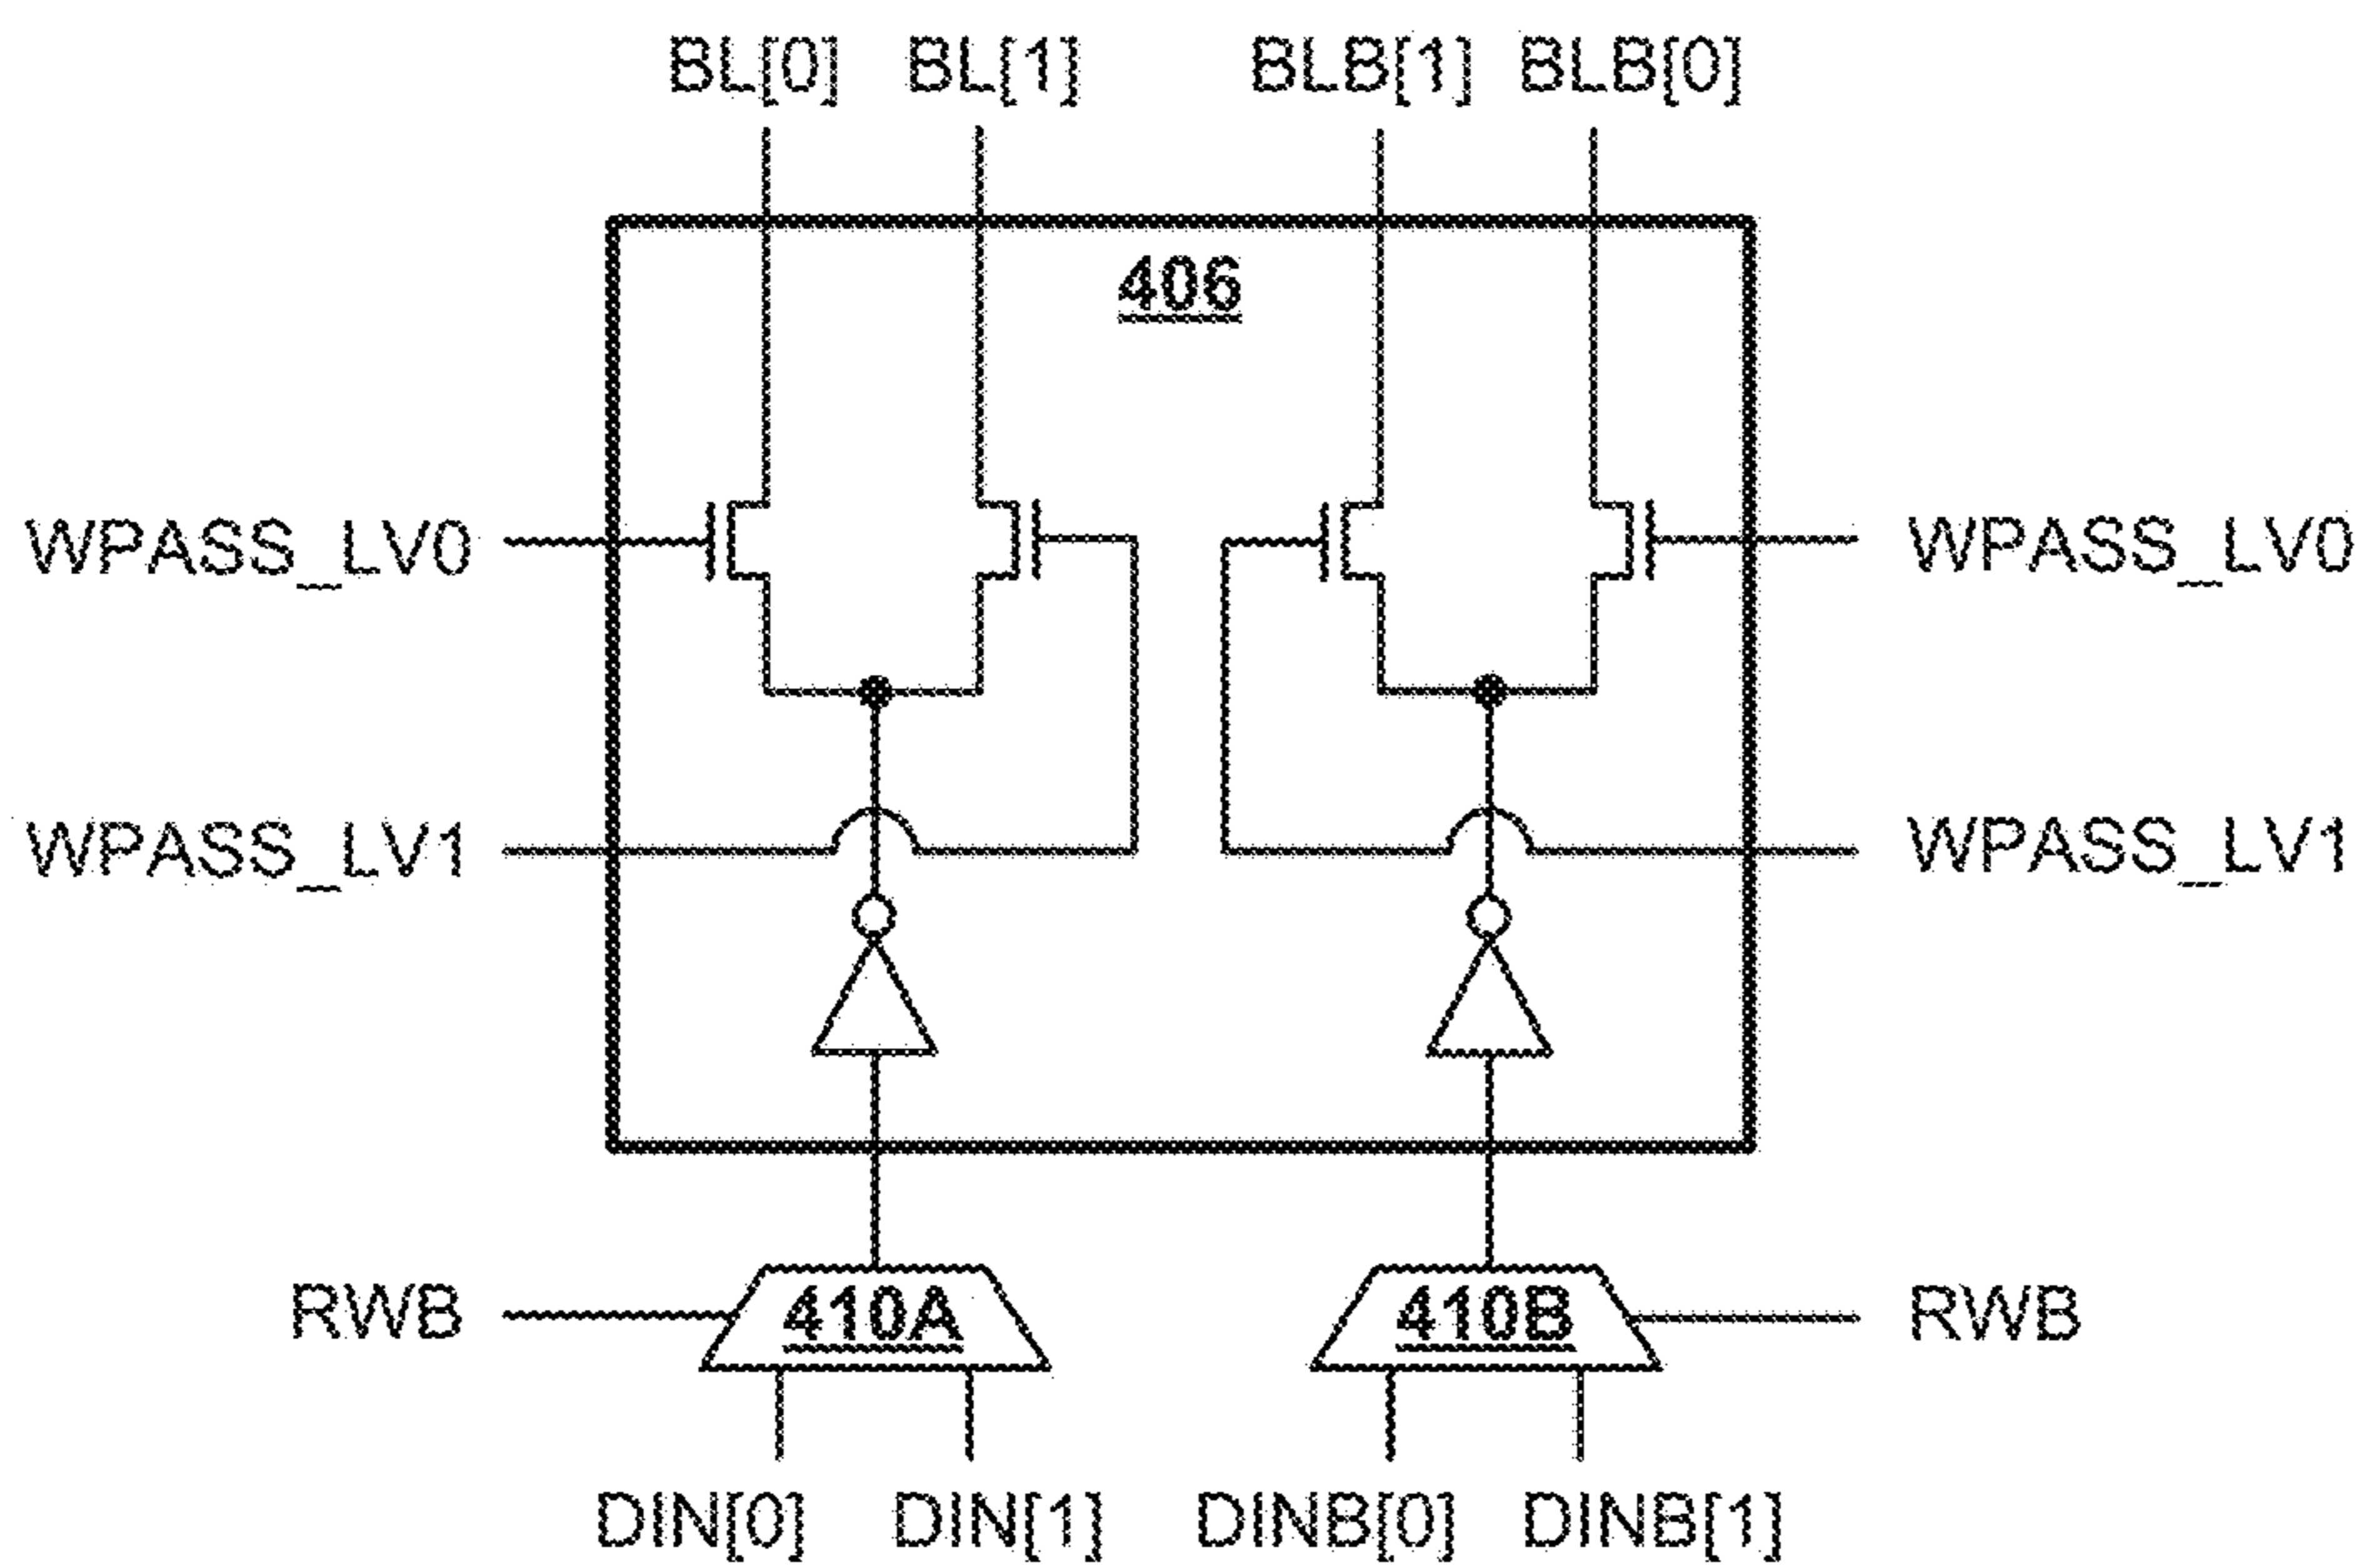 BL[0] BL[1] BLB[1] BLB[0]
406
WPASS_LV0 WPASS_LV0
WPASS_LV1 WPASS_LV1
RWB 410A 410B RWB
DIN[0] DIN[1] DINB[0] DINB[1]